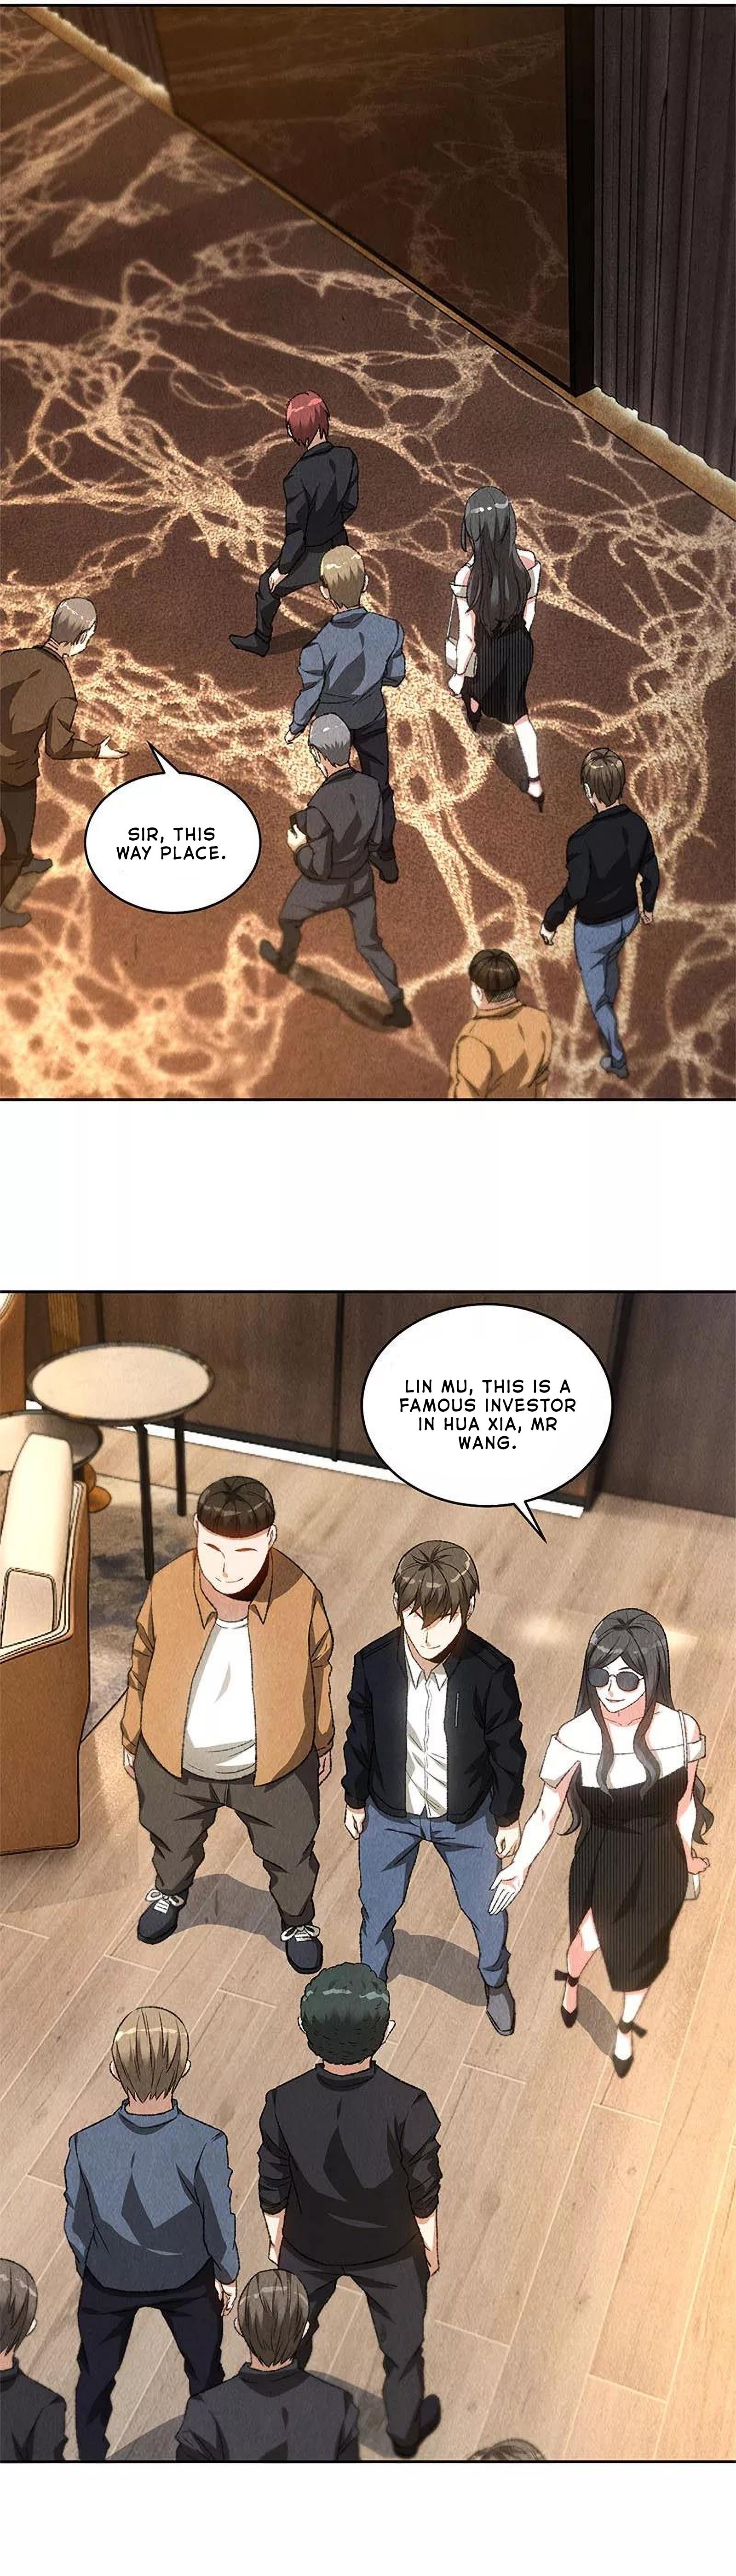 SIR, THIS
WAY PLACE.
LIN MU, THIS IS A
FAMOUS INVESTOR
IN HUA XIA, MR
WANG.